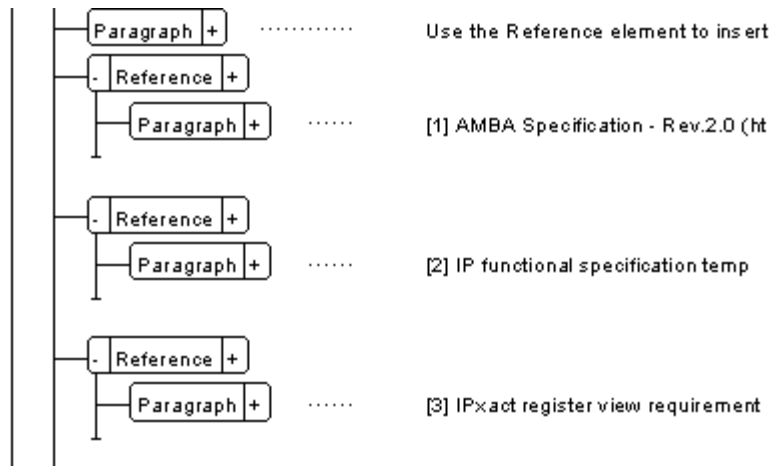 Paragraph + ............ Use the Reference element to insert
- Reference +
Paragraph + ...... [1] AMBA Specification - Rev.2.0 (ht
- Reference +
Paragraph + ...... [2] IP functional specification temp
- Reference +
Paragraph + ...... [3] IPxact register view requirement